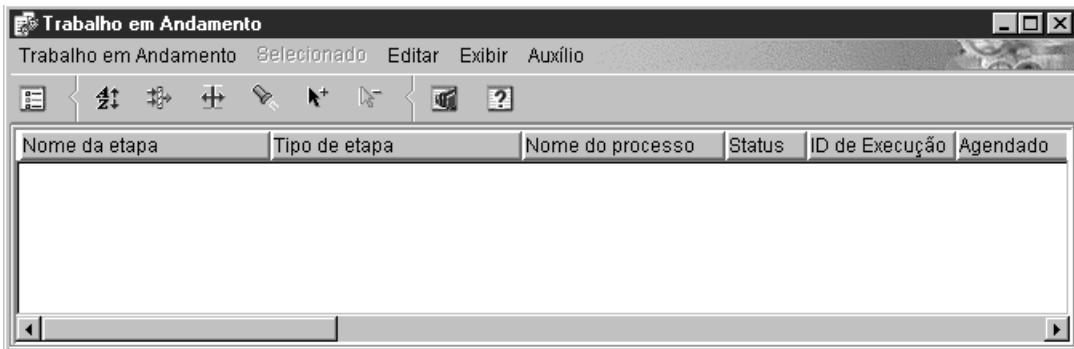 Trabalho em Andamento
Trabalho em Andamento Selecionado Editar Exibir Auxílio
Nome da etapa Tipo de etapa Nome do processo Status ID de Execução Agendado